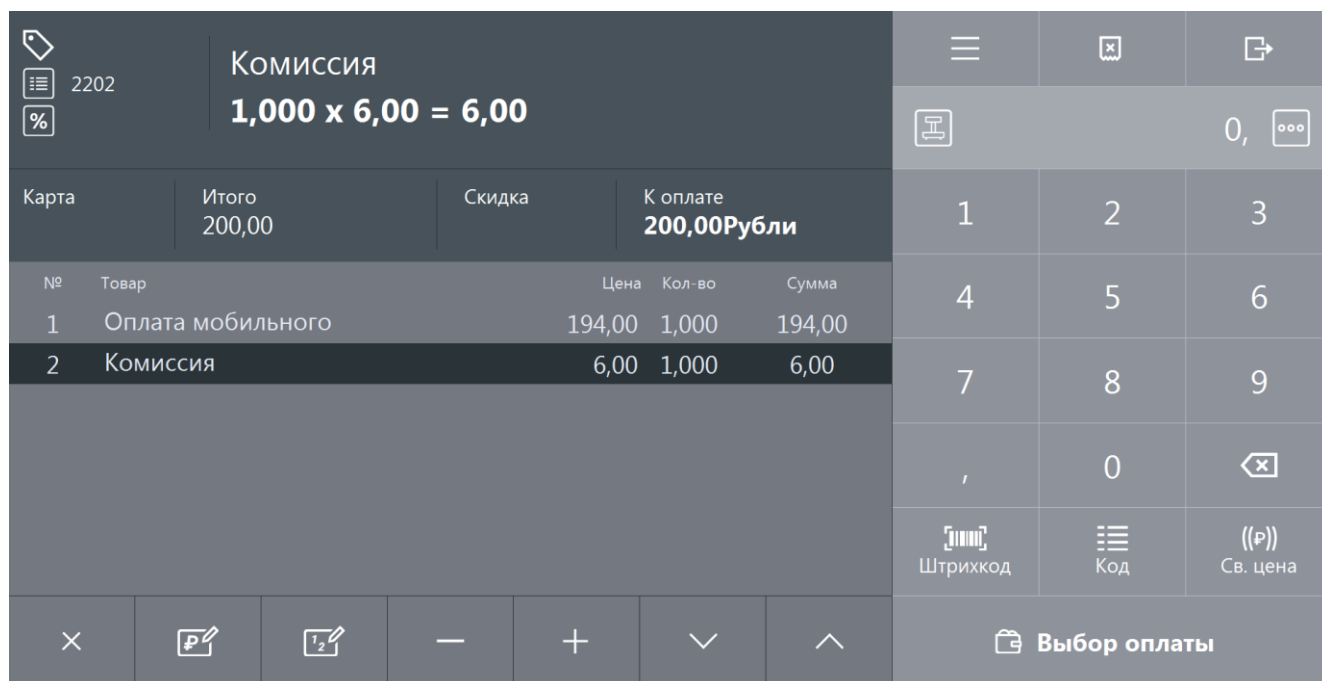 2202
%
Комиссия
1,000 x 6,00 = 6,00
Карта
Итого
200,00
Скидка
К оплате
200,00Рубли
№ Товар Цена Кол-во Сумма
1 Оплата мобильного 194,00 1,000 194,00
2 Комиссия 6,00 1,000 6,00
0,
1 2 3
4 5 6
7 8 9
, 0
Штрихкод
Код
((₽))
Св. цена
₽
1 2
Выбор оплаты